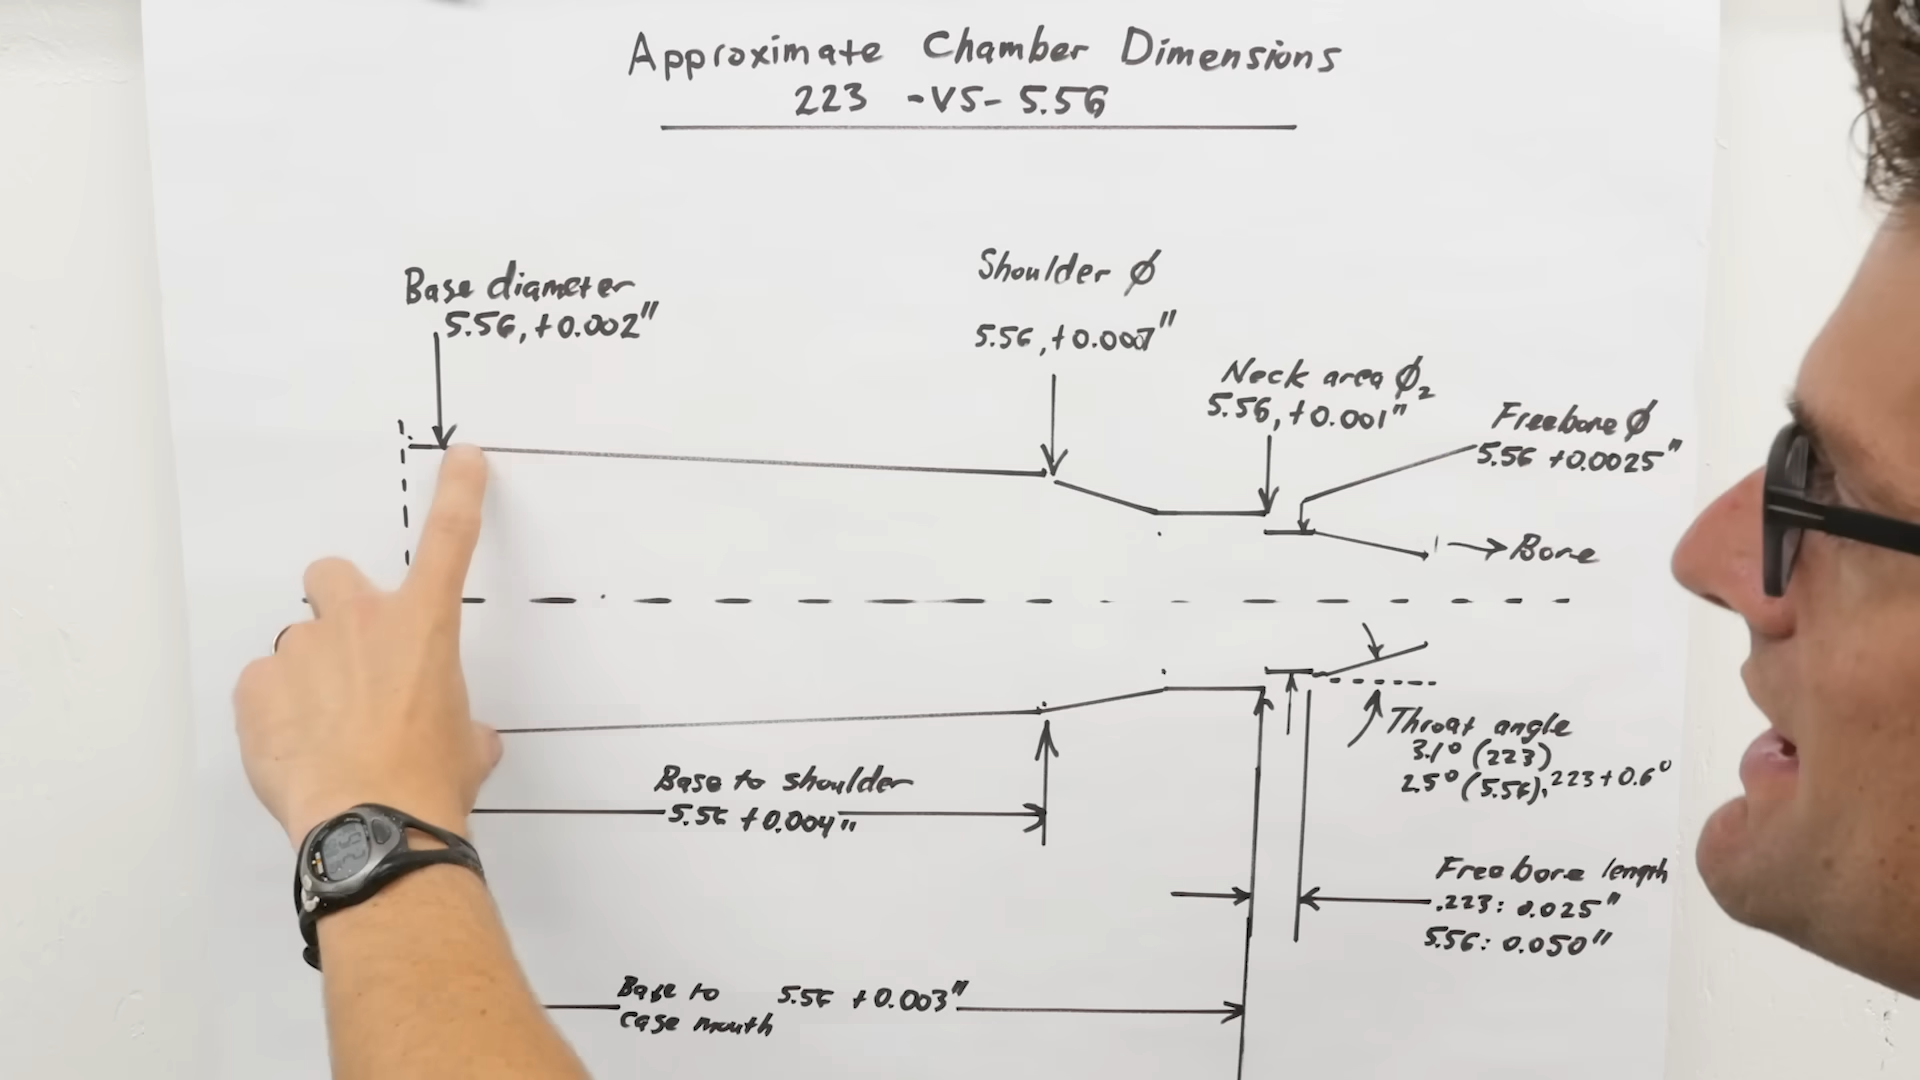 Approximate Chamber Dimensions
223 -VS- 5.56
Base diameter
5.56, +0.002"
Shoulder Ø
5.56, +0.007"
Neck area Ø2
5.56, +0.001"
Freebore Ø
5.56 +0.0025"
Bore
Throat angle
3.1° (223)
2.5° (5.56), 223 + 0.6°
Base to shoulder
5.56 +0.004"
Freebore length
.223: 0.025"
5.56: 0.050"
Base to 5.56 +0.003"
case mouth